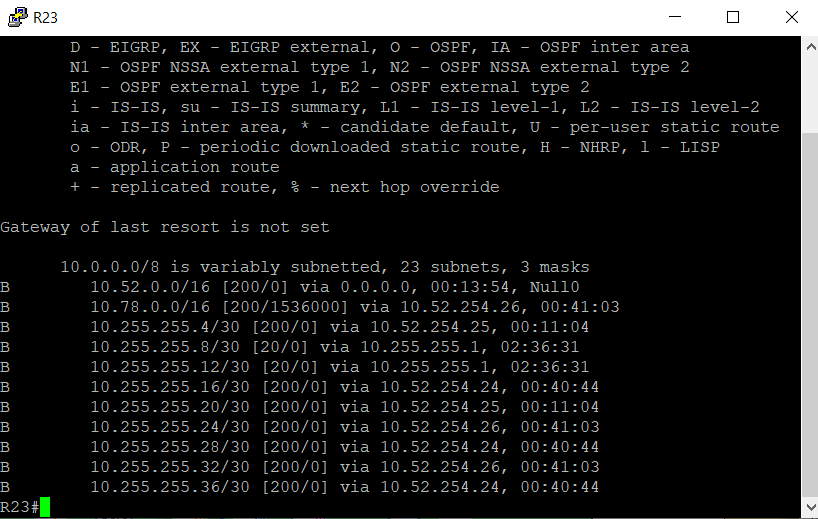 R23
D - EIGRP, EX - EIGRP external, O - OSPF, IA - OSPF inter area
N1 - OSPF NSSA external type 1, N2 - OSPF NSSA external type 2
E1 - OSPF external type 1, E2 - OSPF external type 2
i - IS-IS, su - IS-IS summary, L1 - IS-IS level-1, L2 - IS-IS level-2
ia - IS-IS inter area, * - candidate default, U - per-user static route
o - ODR, P - periodic downloaded static route, H - NHRP, l - LISP
a - application route
+ - replicated route, % - next hop override
Gateway of last resort is not set
10.0.0.0/8 is variably subnetted, 23 subnets, 3 masks
B 10.52.0.0/16 [200/0] via 0.0.0.0, 00:13:54, Null0
B 10.78.0.0/16 [200/1536000] via 10.52.254.26, 00:41:03
B 10.255.255.4/30 [200/0] via 10.52.254.25, 00:11:04
B 10.255.255.8/30 [20/0] via 10.255.255.1, 02:36:31
B 10.255.255.12/30 [20/0] via 10.255.255.1, 02:36:31
B 10.255.255.16/30 [200/0] via 10.52.254.24, 00:40:44
B 10.255.255.20/30 [200/0] via 10.52.254.25, 00:11:04
B 10.255.255.24/30 [200/0] via 10.52.254.26, 00:41:03
B 10.255.255.28/30 [200/0] via 10.52.254.24, 00:40:44
B 10.255.255.32/30 [200/0] via 10.52.254.26, 00:41:03
B 10.255.255.36/30 [200/0] via 10.52.254.24, 00:40:44
R23#